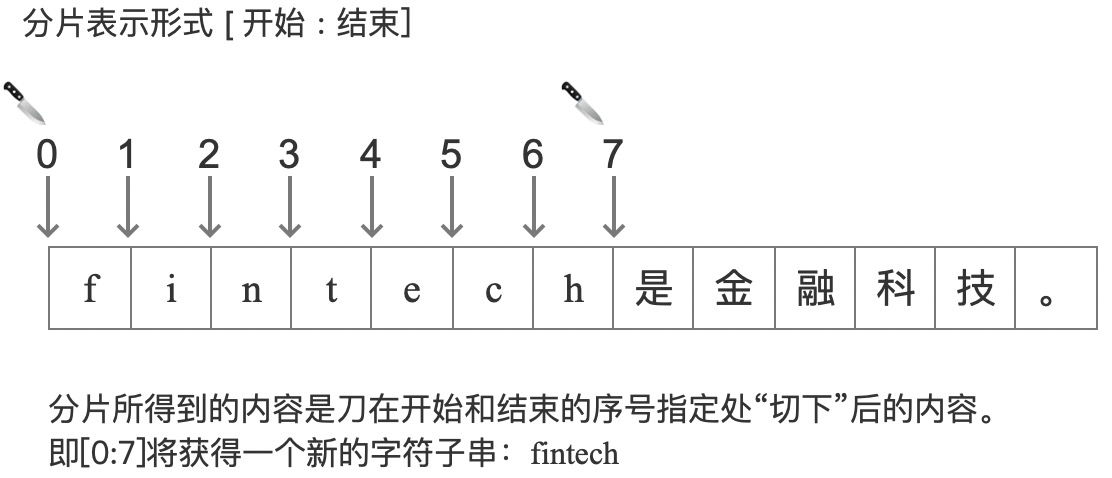 分片表示形式 [ 开始 : 结束]
0 1 2 3 4 5 6 7
f i n t e c h 是 金 融 科 技 。
分片所得到的内容是刀在开始和结束的序号指定处“切下”后的内容。
即[0:7]将获得一个新的字符子串：fintech